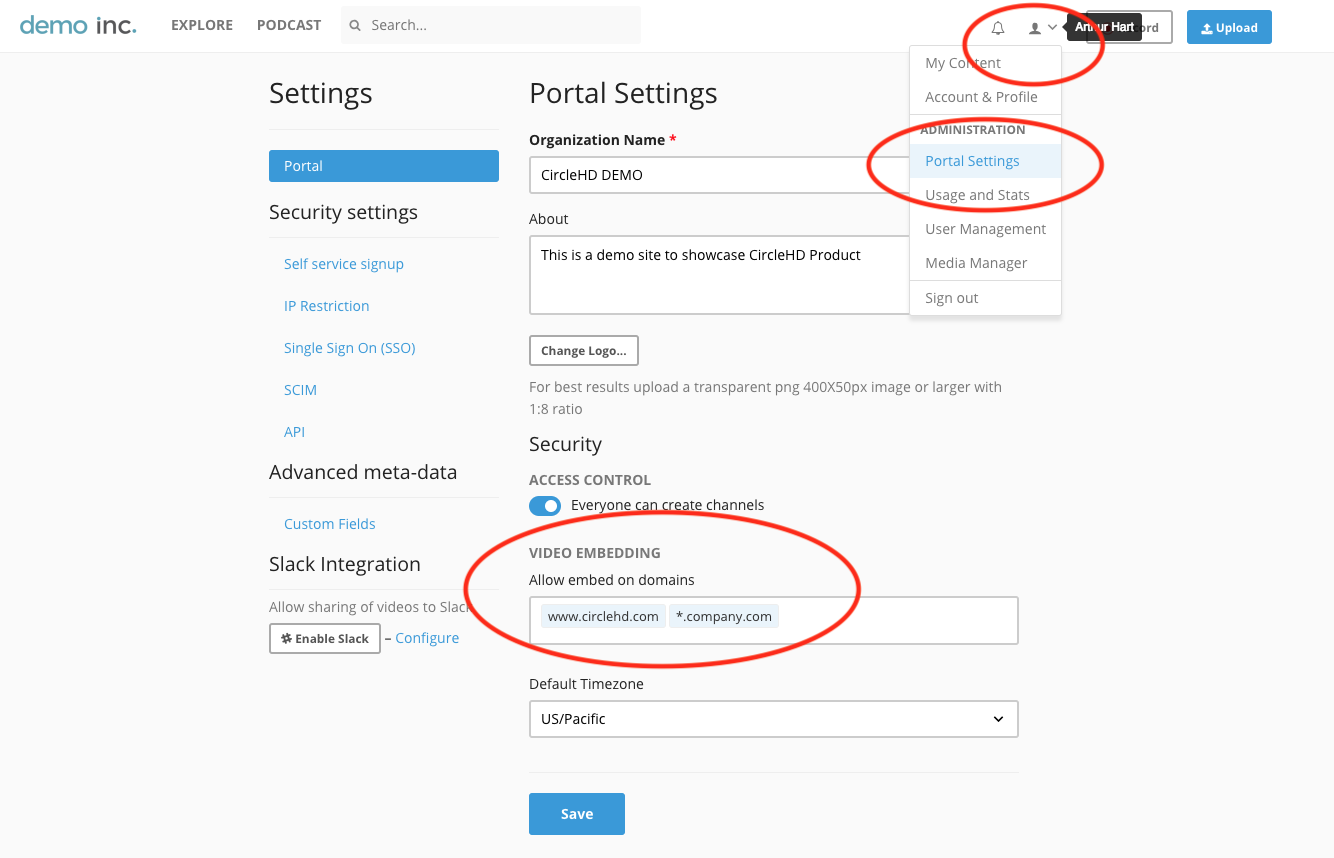 demo inc.
EXPLORE
PODCAST
Search...
Hart
Upload
My Content
Account & Profile
ADMINISTRATION
Portal Settings
Usage and Stats
User Management
Media Manager
Sign out
Settings
Portal
Security settings
Self service signup
IP Restriction
Single Sign On (SSO)
SCIM
API
Advanced meta-data
Custom Fields
Slack Integration
Allow sharing of videos to Slack
Enable Slack – Configure
Portal Settings
Organization Name *
CircleHD DEMO
About
This is a demo site to showcase CircleHD Product
Change Logo...
For best results upload a transparent png 400X50px image or larger with
1:8 ratio
Security
ACCESS CONTROL
Everyone can create channels
VIDEO EMBEDDING
Allow embed on domains
www.circlehd.com *.company.com
Default Timezone
US/Pacific
Save